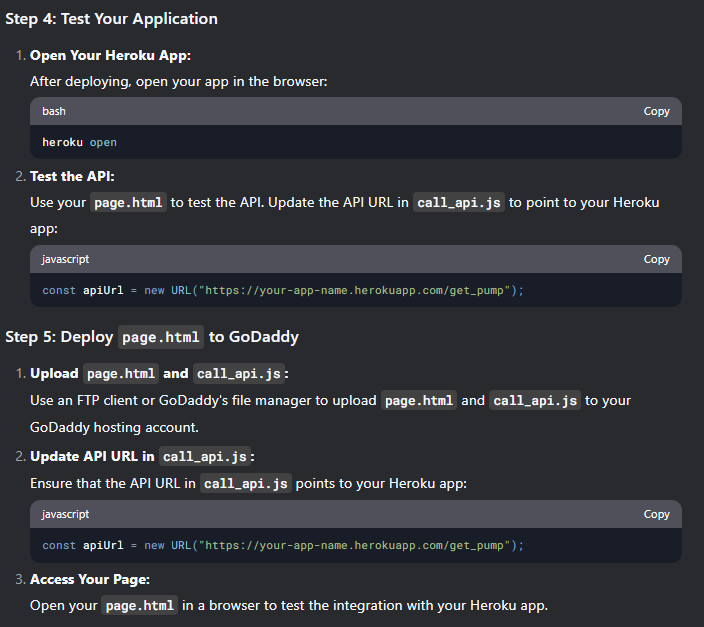 Step 4: Test Your Application
1. Open Your Heroku App:
After deploying, open your app in the browser:
bash Copy
heroku open
2. Test the API:
Use your page.html to test the API. Update the API URL in call_api.js to point to your Heroku
app:
javascript Copy
const apiUrl = new URL("https://your-app-name.herokuapp.com/get_pump");
Step 5: Deploy page.html to GoDaddy
1. Upload page.html and call_api.js:
Use an FTP client or GoDaddy's file manager to upload page.html and call_api.js to your
GoDaddy hosting account.
2. Update API URL in call_api.js:
Ensure that the API URL in call_api.js points to your Heroku app:
javascript Copy
const apiUrl = new URL("https://your-app-name.herokuapp.com/get_pump");
3. Access Your Page:
Open your page.html in a browser to test the integration with your Heroku app.